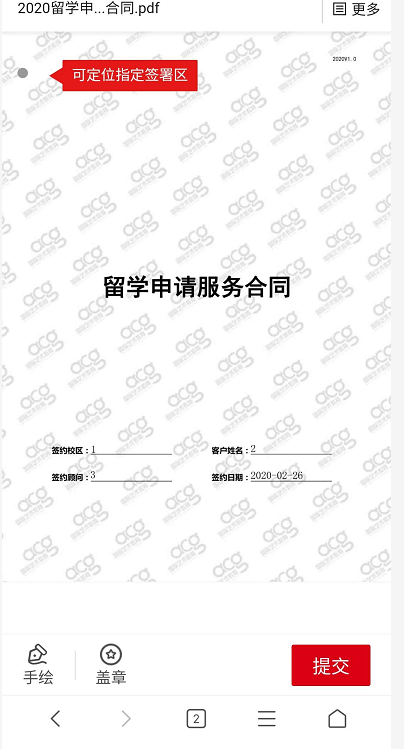 2020留学申...合同.pdf
更多
可定位指定签署区
2020V1.0
留学申请服务合同
签约校区：1
客户姓名：2
签约顾问：3
签约日期：2020-02-26
手绘
盖章
提交
2